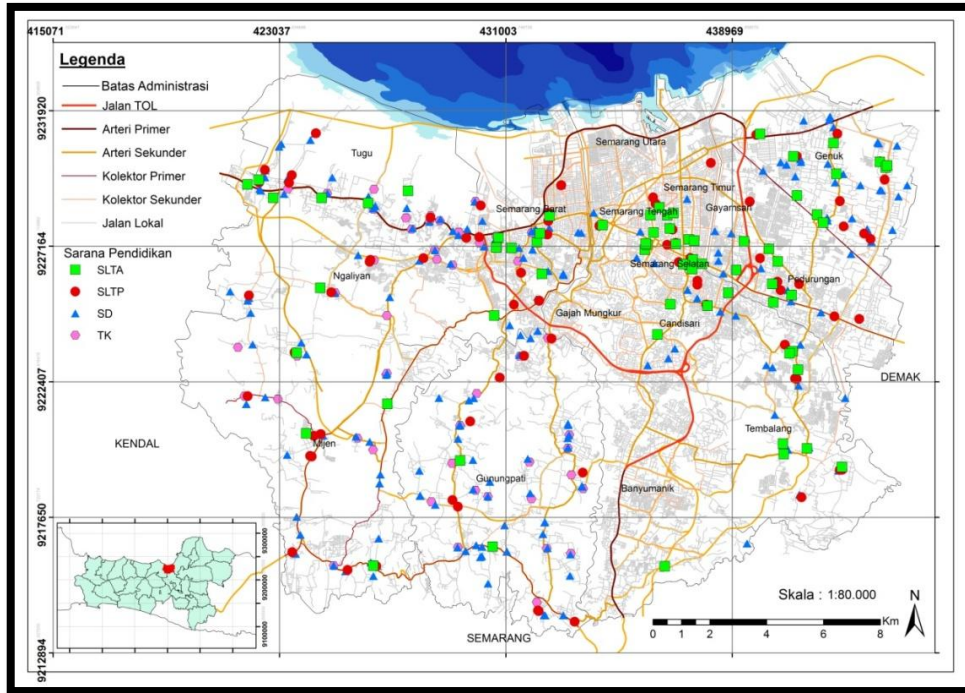 415071
423037
431003
438969
9231920
9227164
9222407
9217650
9212894
Legenda
Batas Administrasi
Jalan TOL
Arteri Primer
Arteri Sekunder
Kolektor Primer
Kolektor Sekunder
Jalan Lokal
Sarana Pendidikan
SLTA
SLTP
SD
TK
Tugu
Semarang Utara
Genuk
Semarang Barat
Semarang Tengah
Semarang Timur
Gayamsari
Ngaliyan
Semarang Selatan
Pedurungan
Gajah Mungkur
Candisari
DEMAK
KENDAL
Mijen
Tembalang
Gunungpati
Banyumanik
SEMARANG
9300000
9200000
9100000
Skala : 1:80.000
N
0 1 2 4 6 8 Km